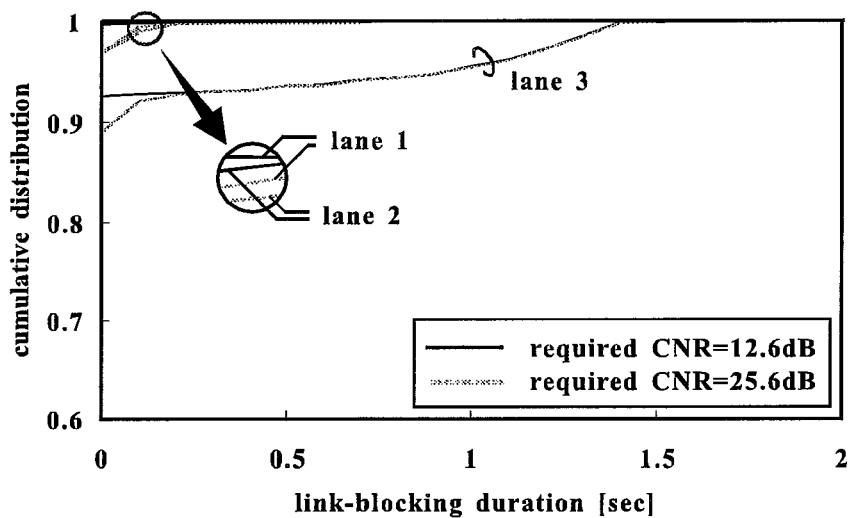 1
0.9
0.8
0.7
0.6
cumulative distribution
lane 3
lane 1
lane 2
required CNR=12.6dB
required CNR=25.6dB
0
0.5
1
1.5
2
link-blocking duration [sec]